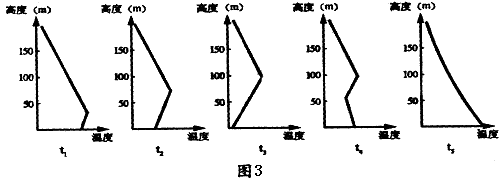 高度（m） 高度（m） 高度（m） 高度（m） 高度（m）
150 150 150 150 150
100 100 100 100 100
50 50 50 50 50
温度 温度 温度 温度 温度
t₁ t₂ t₃ t₄ t₅
图3